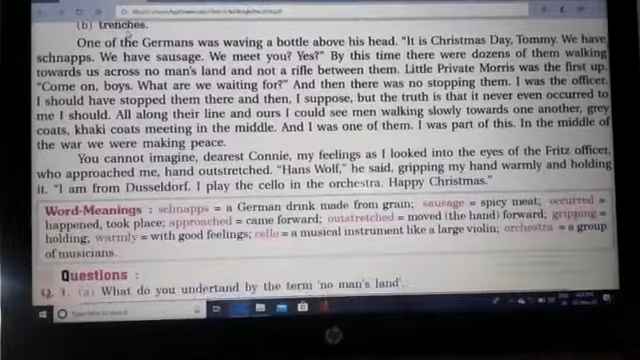 (b) trenches.
One of the Germans was waving a bottle above his head. "It is Christmas Day, Tommy. We have
schnapps. We have sausage. We meet you? Yes?" By this time there were dozens of them walking
towards us across no man's land and not a rifle between them. Little Private Morris was the first up.
"Come on, boys. What are we waiting for?" And then there was no stopping them. I was the officer.
I should have stopped them there and then, I suppose, but the truth is that it never even occurred to
me I should. All along their line and ours I could see men walking slowly towards one another, grey
coats, khaki coats meeting in the middle. And I was one of them. I was part of this. In the middle of
the war we were making peace.
You cannot imagine, dearest Connie, my feelings as I looked into the eyes of the Fritz officer,
who approached me, hand outstretched. "Hans Wolf," he said, gripping my hand warmly and holding
it. "I am from Dusseldorf. I play the cello in the orchestra. Happy Christmas."
Word-Meanings : schnapps = a German drink made from grain; sausage = spicy meat; occurred =
happened, took place; approached = came forward; outstretched = moved (the hand) forward; gripping =
holding; warmly = with good feelings; cello = a musical instrument like a large violin; orchestra = a group
of musicians.
Questions :
Q. 1. (a) What do you undertand by the term 'no man's land'.